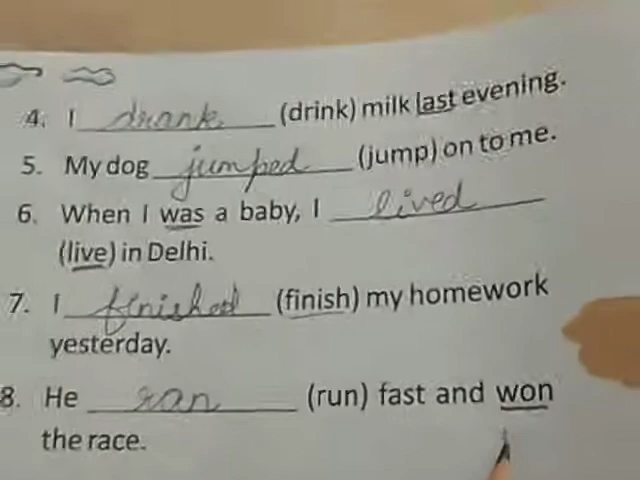 4. I drank (drink) milk last evening.
5. My dog jumped (jump) on to me.
6. When I was a baby, I lived
(live) in Delhi.
7. I finished (finish) my homework
yesterday.
8. He ran (run) fast and won
the race.